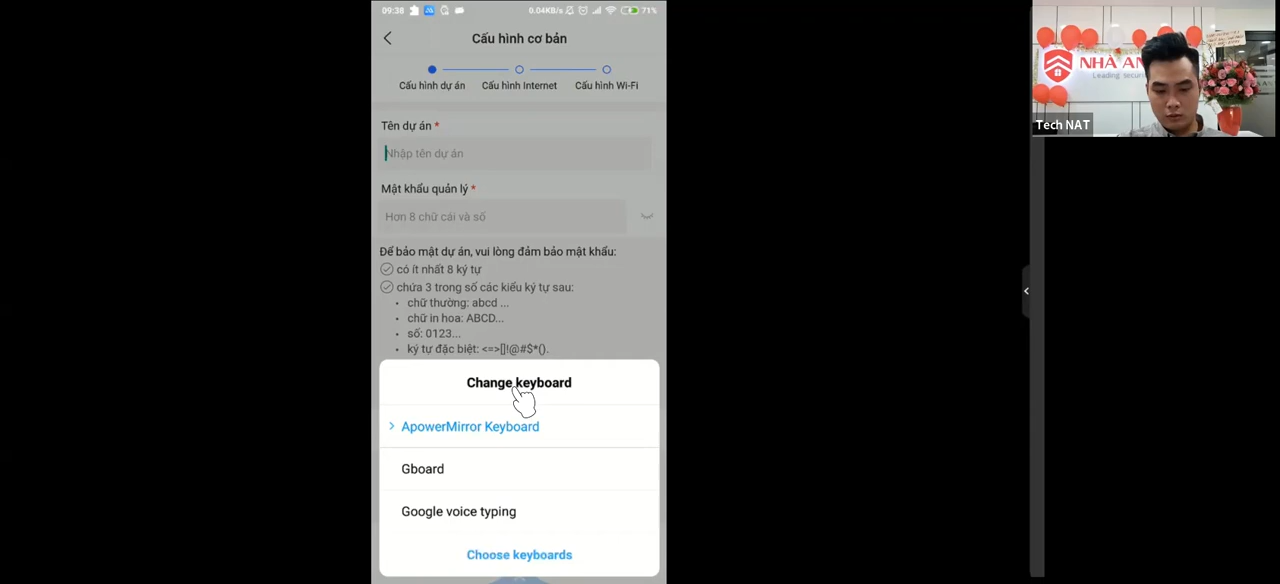 09:38
0.04KB/s
71%
Cấu hình cơ bản
Cấu hình dự án
Cấu hình Internet
Cấu hình Wi-Fi
Tên dự án *
Nhập tên dự án
Mật khẩu quản lý *
Hơn 8 chữ cái và số
Để bảo mật dự án, vui lòng đảm bảo mật khẩu:
có ít nhất 8 ký tự
chứa 3 trong số các kiểu ký tự sau:
• chữ thường: abcd ...
• chữ in hoa: ABCD...
• số: 0123...
• ký tự đặc biệt: <=>[]!@#$*().
Change keyboard
ApowerMirror Keyboard
Gboard
Google voice typing
Choose keyboards
NHÀ AN
Leading secu
Tech NAT